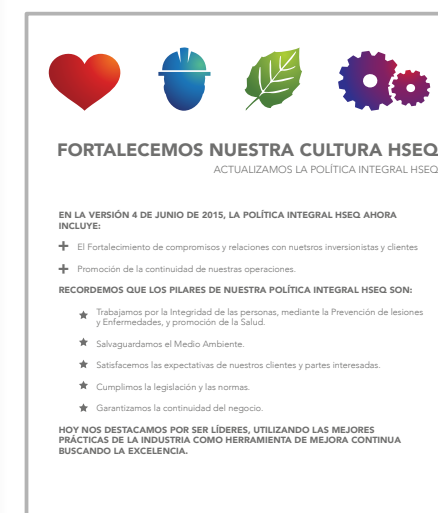 FORTALECEMOS NUESTRA CULTURA HSEQ
ACTUALIZAMOS LA POLÍTICA INTEGRAL HSEQ
EN LA VERSIÓN 4 DE JUNIO DE 2015, LA POLÍTICA INTEGRAL HSEQ AHORA
INCLUYE:
El Fortalecimiento de compromisos y relaciones con nuetsros inversionistas y clientes
Promoción de la continuidad de nuestras operaciones.
RECORDEMOS QUE LOS PILARES DE NUESTRA POLÍTICA INTEGRAL HSEQ SON:
Trabajamos por la Integridad de las personas, mediante la Prevención de lesiones
y Enfermedades, y promoción de la Salud.
Salvaguardamos el Medio Ambiente.
Satisfacemos las expectativas de nuestros clientes y partes interesadas.
Cumplimos la legislación y las normas.
Garantizamos la continuidad del negocio.
HOY NOS DESTACAMOS POR SER LÍDERES, UTILIZANDO LAS MEJORES
PRÁCTICAS DE LA INDUSTRIA COMO HERRAMIENTA DE MEJORA CONTINUA
BUSCANDO LA EXCELENCIA.